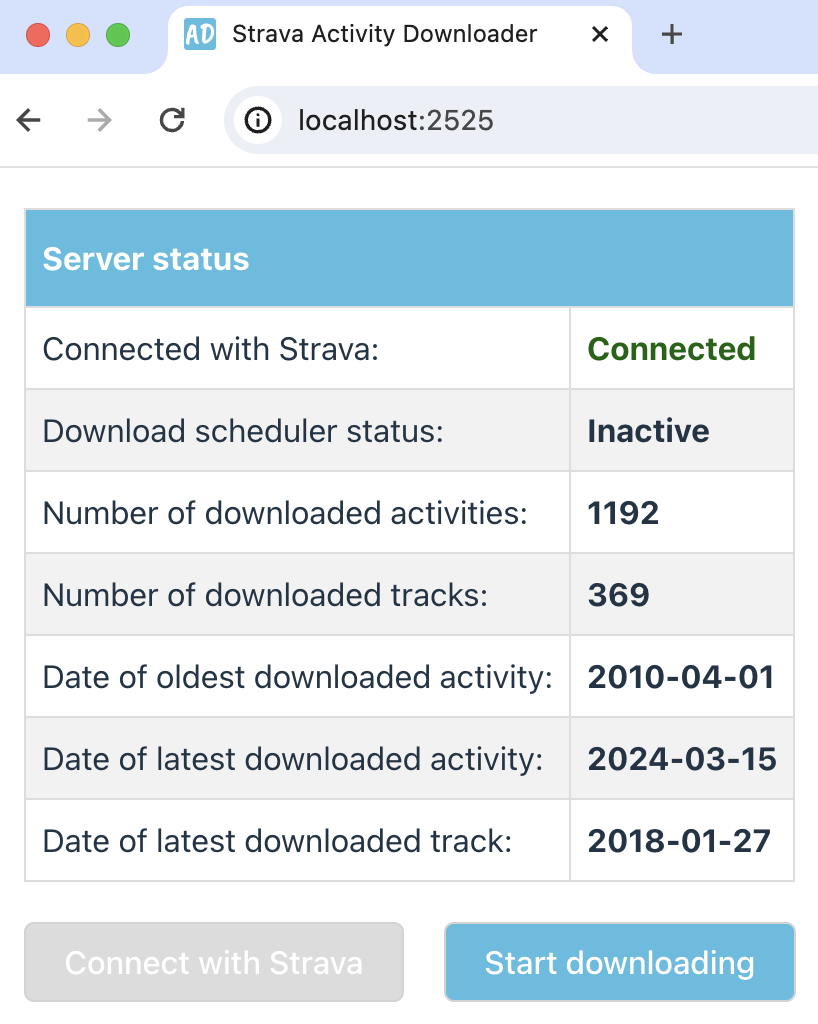 AD Strava Activity Downloader
localhost:2525
Server status
Connected with Strava: Connected
Download scheduler status: Inactive
Number of downloaded activities: 1192
Number of downloaded tracks: 369
Date of oldest downloaded activity: 2010-04-01
Date of latest downloaded activity: 2024-03-15
Date of latest downloaded track: 2018-01-27
Connect with Strava Start downloading